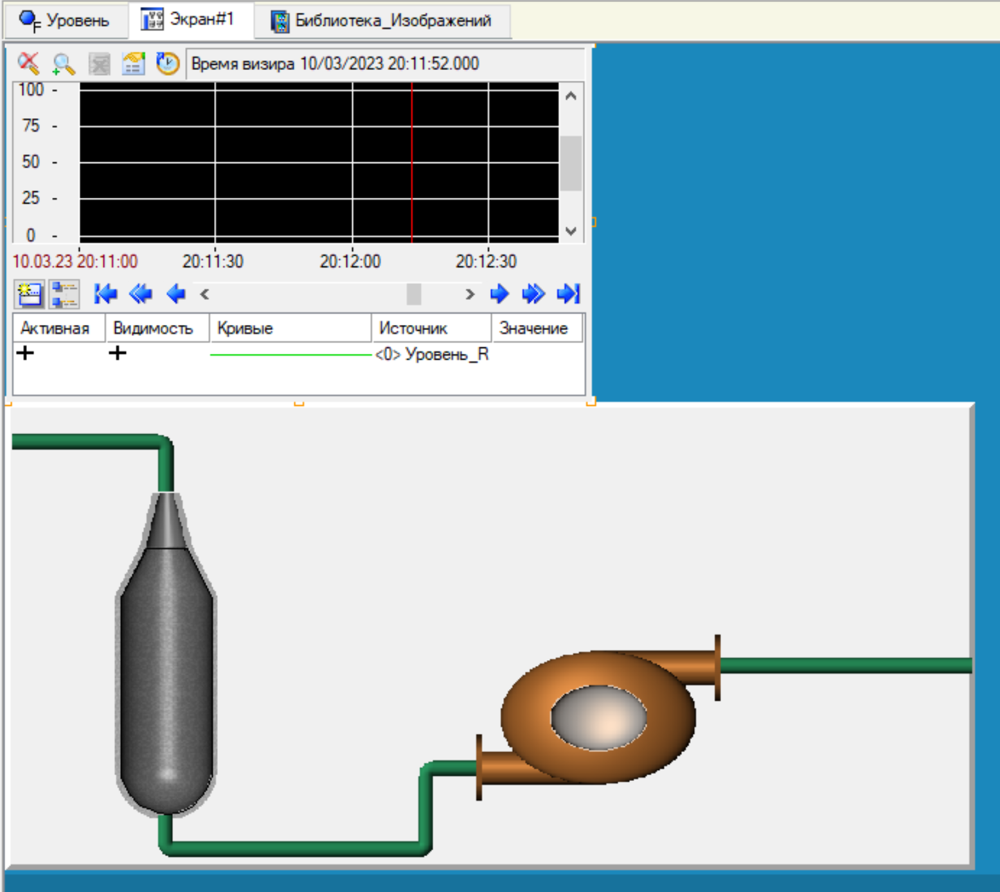 Уровень Экран#1 Библиотека_Изображений
Время визира 10/03/2023 20:11:52.000
100
75
50
25
0
10.03.23 20:11:00 20:11:30 20:12:00 20:12:30
Активная Видимость Кривые Источник Значение
<0> Уровень_R